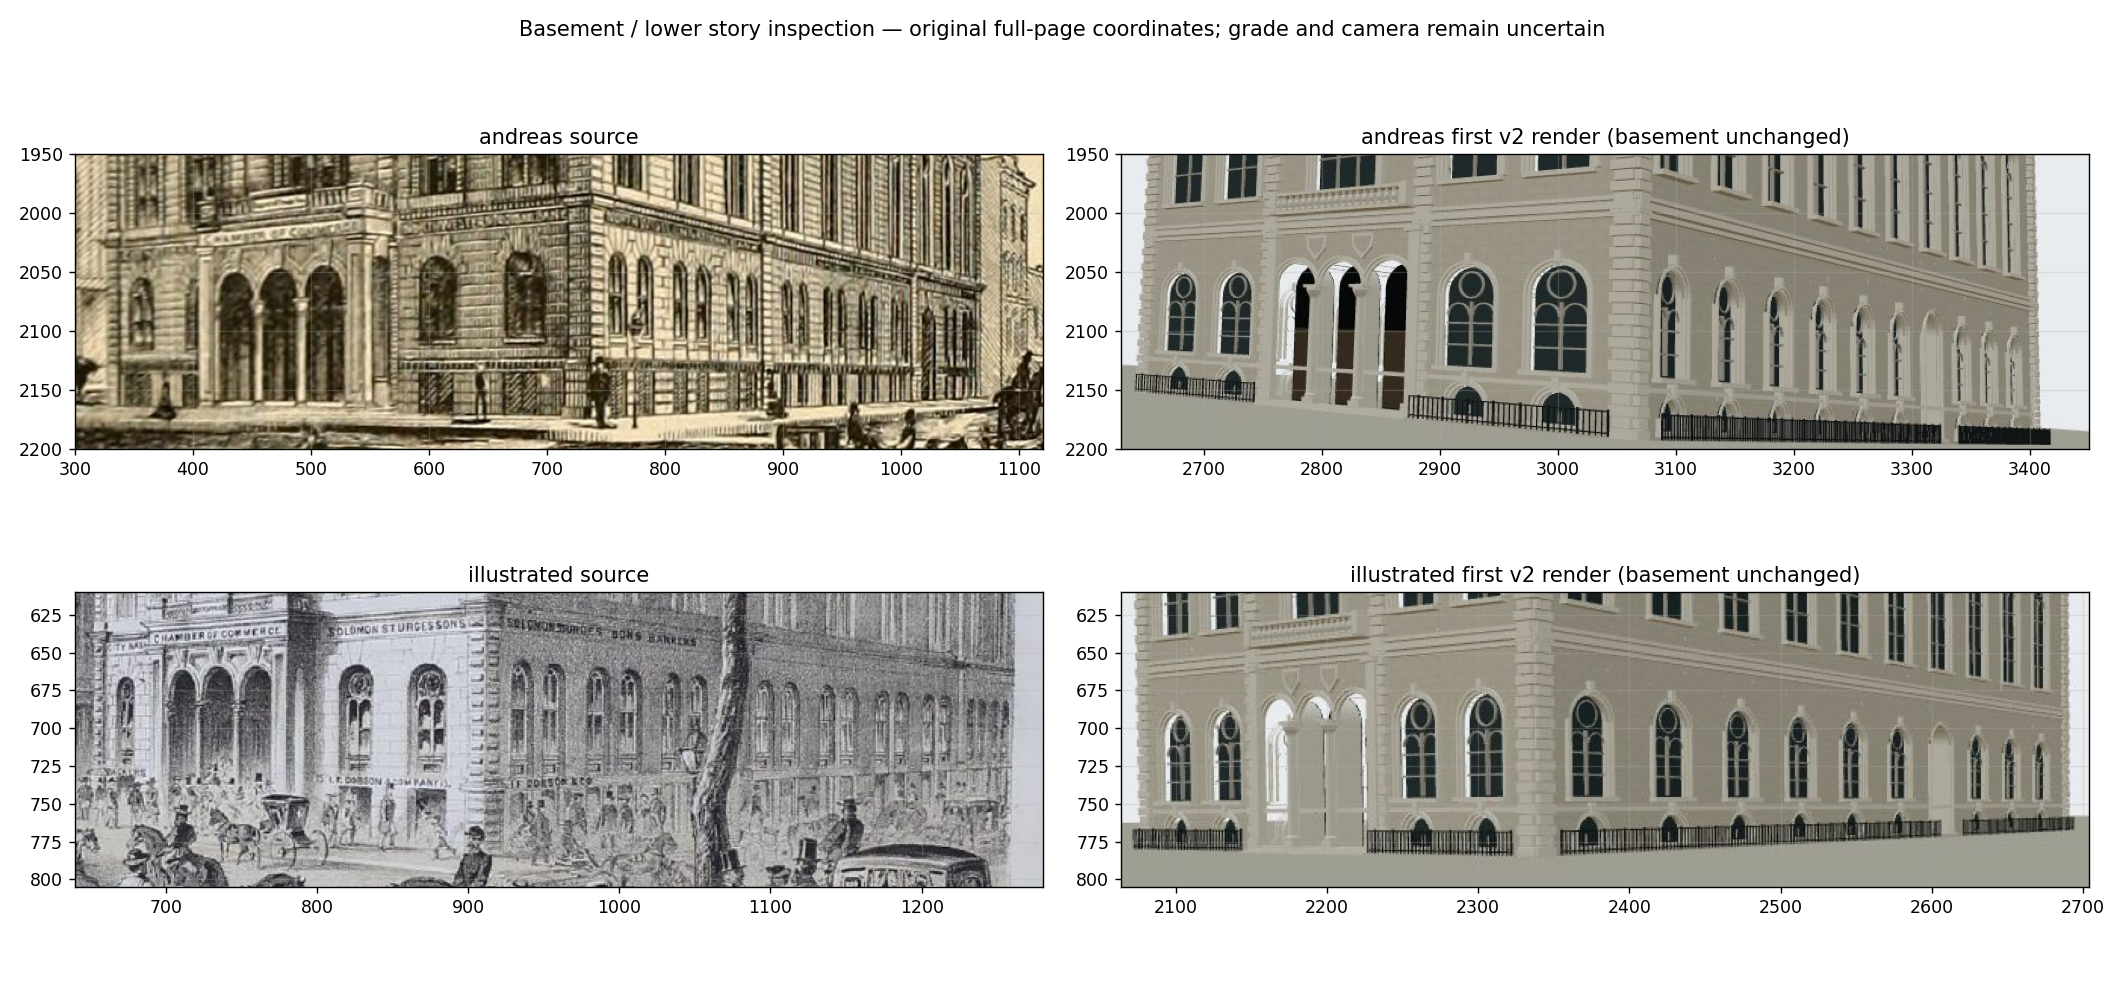 Basement / lower story inspection — original full-page coordinates; grade and camera remain uncertain
andreas source
andreas first v2 render (basement unchanged)
1950
2000
2050
2100
2150
2200
300 400 500 600 700 800 900 1000 1100
CHAMBER OF COMMERCE
1950
2000
2050
2100
2150
2200
2700 2800 2900 3000 3100 3200 3300 3400
illustrated source
illustrated first v2 render (basement unchanged)
625
650
675
700
725
750
775
800
700 800 900 1000 1100 1200
CHAMBER OF COMMERCE
SOLOMON STURGES SONS
SOLOMON STURGES SONS BANKERS
I.F. DOBSON & COMPANY
I.F. DOBSON & CO
625
650
675
700
725
750
775
800
2100 2200 2300 2400 2500 2600 2700